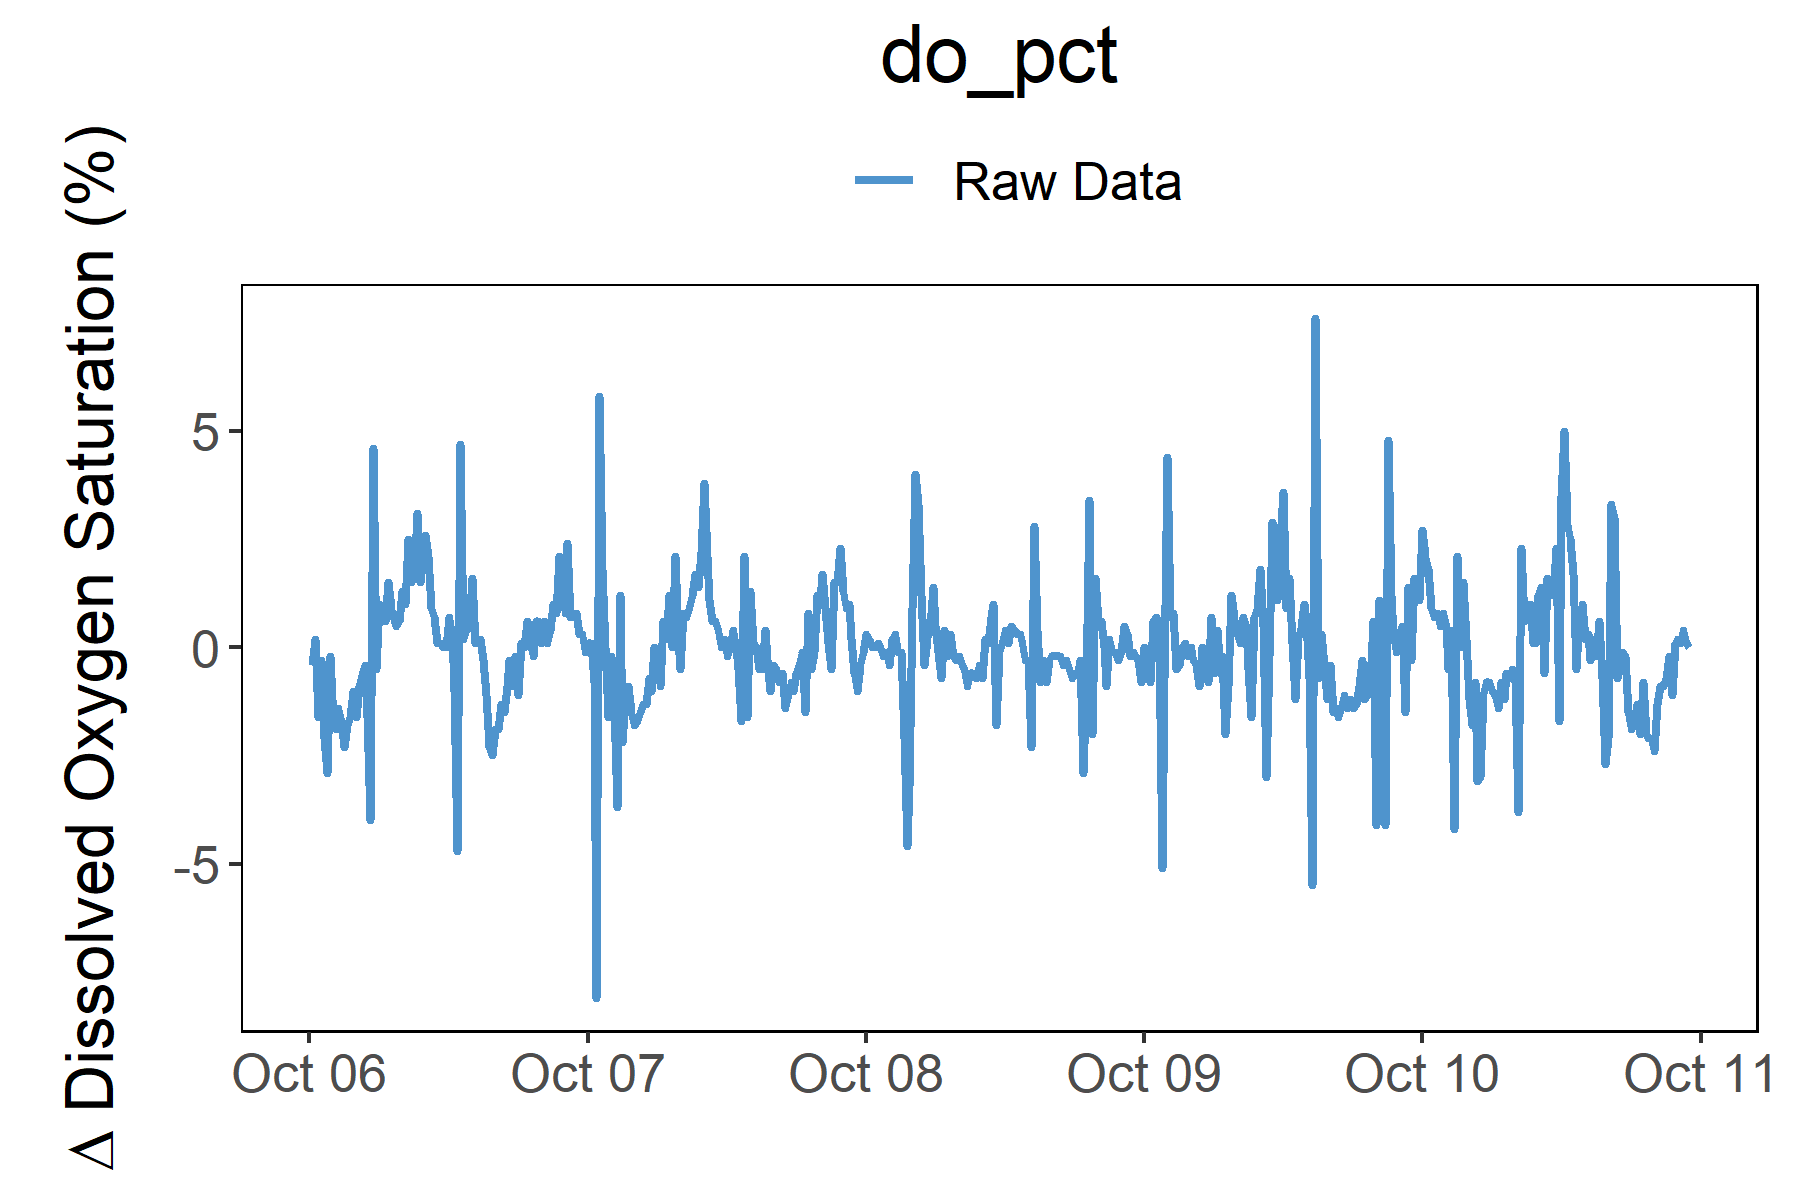 do_pct
Raw Data
Δ Dissolved Oxygen Saturation (%)
5
0
-5
Oct 06 Oct 07 Oct 08 Oct 09 Oct 10 Oct 11